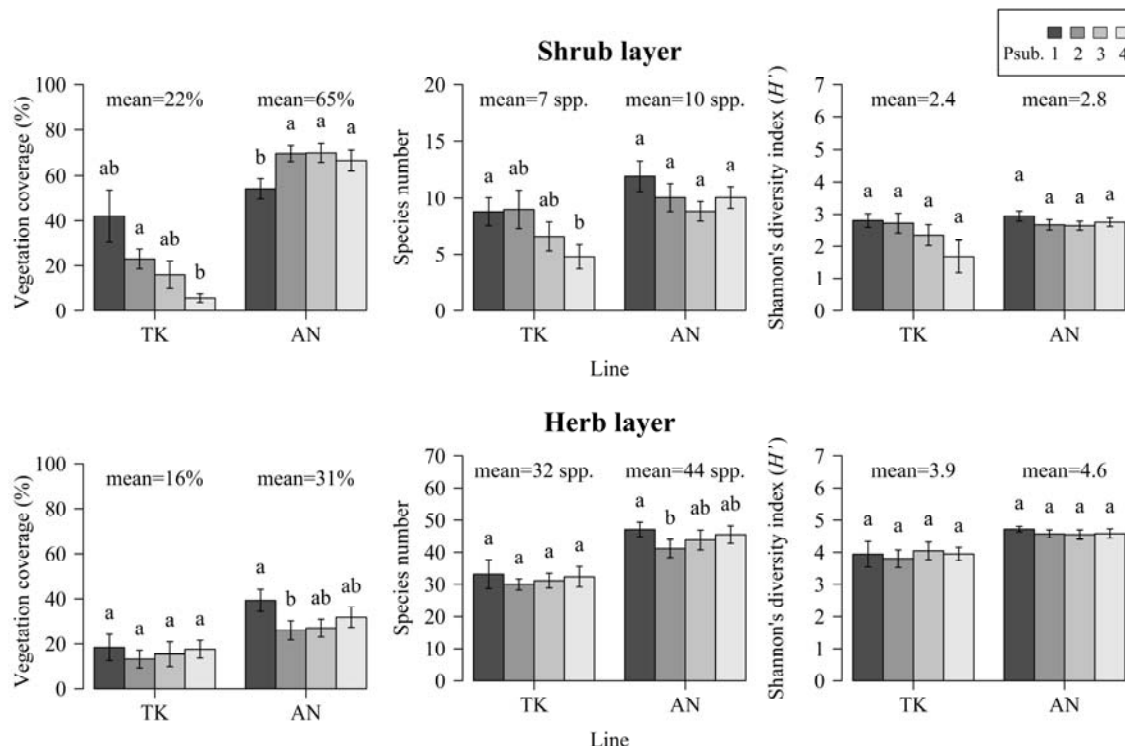 Psub. 1 2 3 4
Shrub layer
Vegetation coverage (%)
100
80
60
40
20
0
mean=22%
mean=65%
ab
a
ab
b
b
a
a
a
TK
AN
Species number
20
15
10
5
0
mean=7 spp.
mean=10 spp.
a
ab
ab
b
a
a
a
a
TK
AN
Line
Shannon's diversity index (H')
7
6
5
4
3
2
1
0
mean=2.4
mean=2.8
a
a
a
a
a
a
a
a
TK
AN
Herb layer
Vegetation coverage (%)
100
80
60
40
20
0
mean=16%
mean=31%
a
a
a
a
a
b
ab
ab
TK
AN
Species number
70
60
50
40
30
20
10
0
mean=32 spp.
mean=44 spp.
a
a
a
a
a
b
ab
ab
TK
AN
Line
Shannon's diversity index (H')
7
6
5
4
3
2
1
0
mean=3.9
mean=4.6
a
a
a
a
a
a
a
a
TK
AN